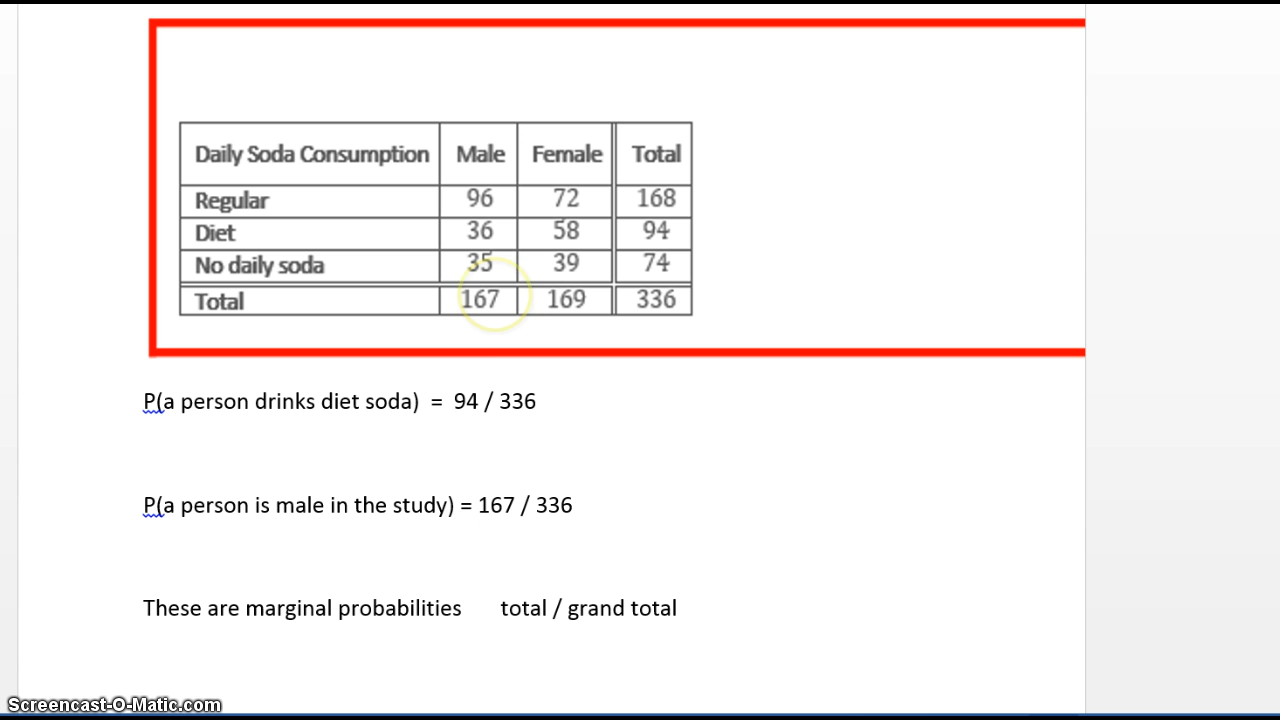 Daily Soda Consumption Male Female Total
Regular 96 72 168
Diet 36 58 94
No daily soda 35 39 74
Total 167 169 336
P(a person drinks diet soda) = 94 / 336
P(a person is male in the study) = 167 / 336
These are marginal probabilities total / grand total
Screencast-O-Matic.com